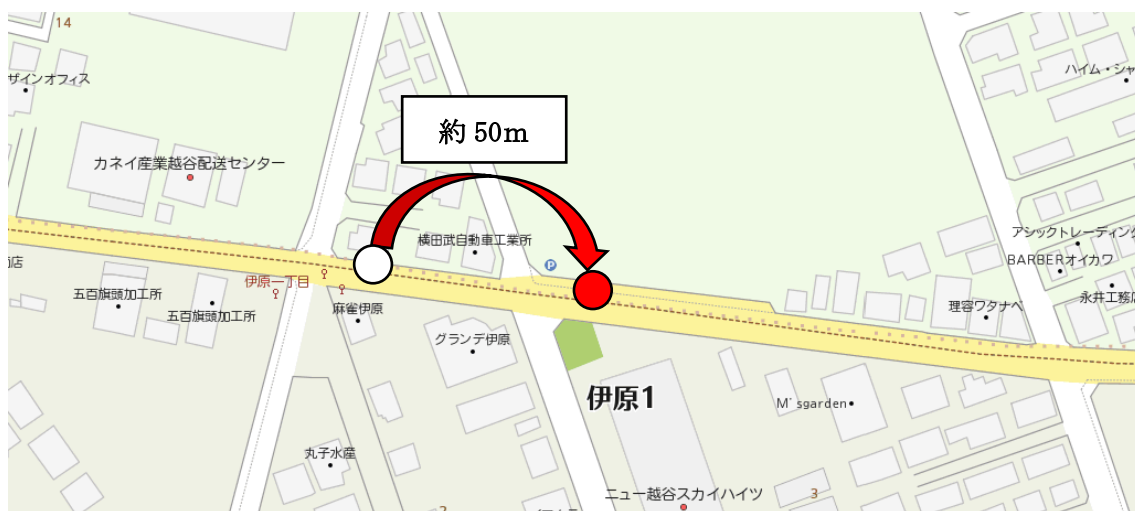 14
ザインオフィス
ハイム・シャ
約 50m
カネイ産業越谷配送センター
横田武自動車工業所
アシックトレーディング
BARBERオイカワ
伊原一丁目
五百旗頭加工所
五百旗頭加工所
麻雀伊原
理容ワタナベ
永井工務店
グランデ伊原
伊原1
M'sgarden
丸子水産
ニュー越谷スカイハイツ
3
P